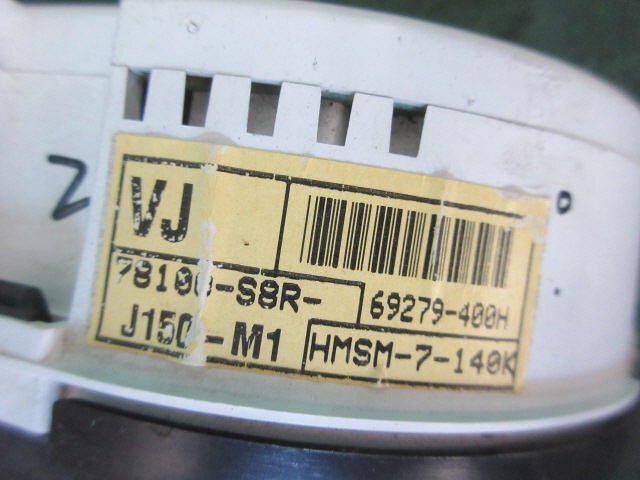 Z
VJ
78100-S8R-
J150-M1
69279-400H
HMSM-7-140K